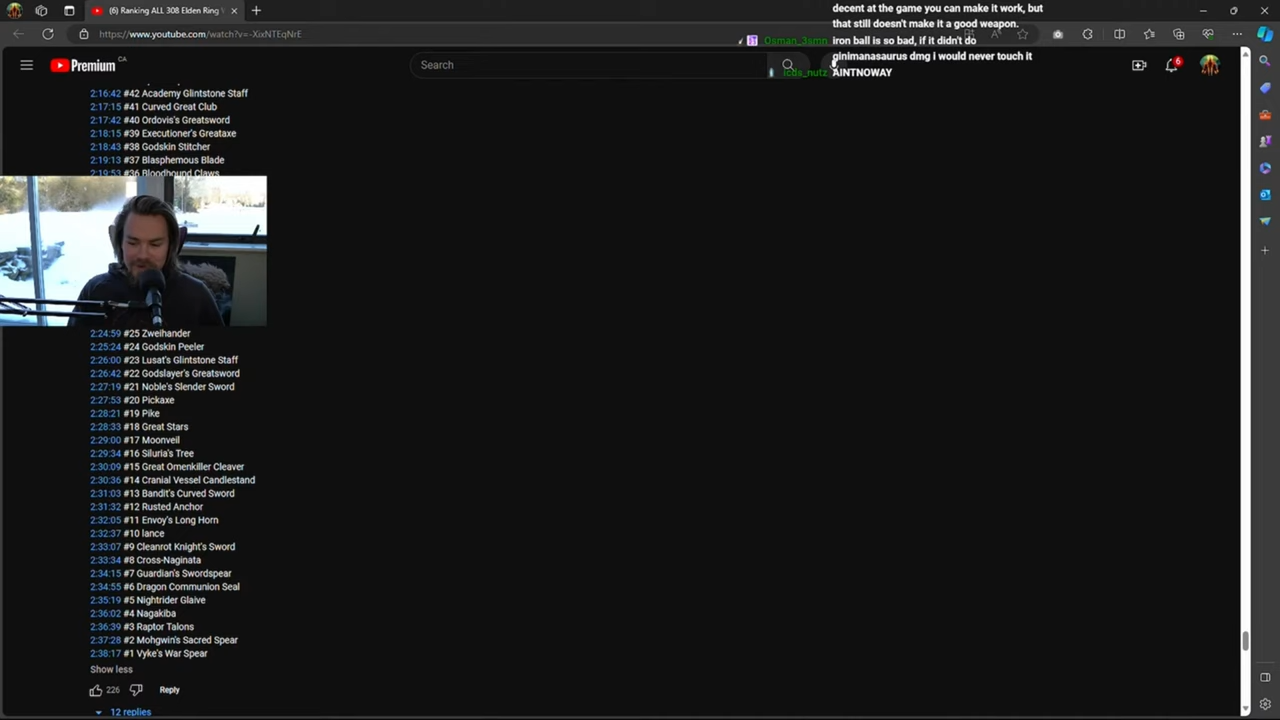 (6) Ranking ALL 308 Elden Ring
https://www.youtube.com/watch?v=-XixNTEqNrE
decent at the game you can make it work, but
that still doesn't make it a good weapon.
Osman_3smn iron ball is so bad, if it didn't do
ginimanasaurus dmg i would never touch it
icds_nutz AINTNOWAY
Premium CA
Search
6
2:16:42 #42 Academy Glintstone Staff
2:17:15 #41 Curved Great Club
2:17:42 #40 Ordovis's Greatsword
2:18:15 #39 Executioner's Greataxe
2:18:43 #38 Godskin Stitcher
2:19:13 #37 Blasphemous Blade
2:19:53 #36 Bloodhound Claws
2:24:59 #25 Zweihander
2:25:24 #24 Godskin Peeler
2:26:00 #23 Lusat's Glintstone Staff
2:26:42 #22 Godslayer's Greatsword
2:27:19 #21 Noble's Slender Sword
2:27:53 #20 Pickaxe
2:28:21 #19 Pike
2:28:33 #18 Great Stars
2:29:00 #17 Moonveil
2:29:34 #16 Siluria's Tree
2:30:09 #15 Great Omenkiller Cleaver
2:30:36 #14 Cranial Vessel Candlestand
2:31:03 #13 Bandit's Curved Sword
2:31:32 #12 Rusted Anchor
2:32:05 #11 Envoy's Long Horn
2:32:37 #10 lance
2:33:07 #9 Cleanrot Knight's Sword
2:33:34 #8 Cross-Naginata
2:34:15 #7 Guardian's Swordspear
2:34:55 #6 Dragon Communion Seal
2:35:19 #5 Nightrider Glaive
2:36:02 #4 Nagakiba
2:36:39 #3 Raptor Talons
2:37:28 #2 Mohgwin's Sacred Spear
2:38:17 #1 Vyke's War Spear
Show less
226 Reply
12 replies